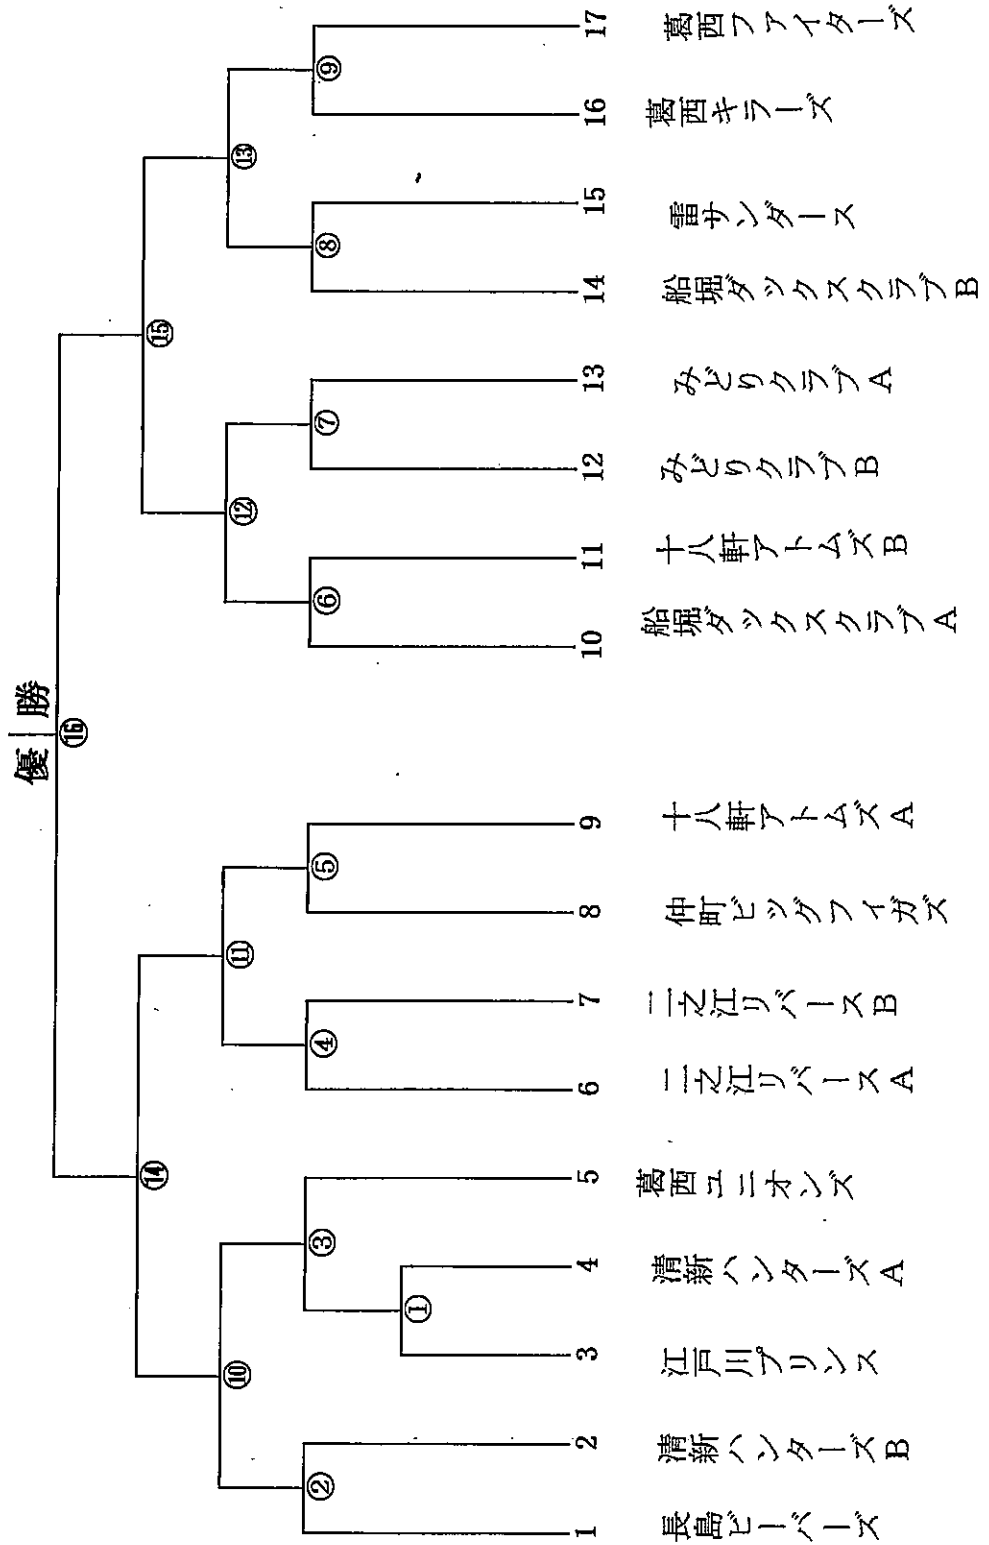 優勝
⑯
⑭
⑮
⑩
⑪
⑫
⑬
②
③
④
⑤
⑥
⑦
⑧
⑨
①
1 長島ビーバーズ
2 清新ハンターズB
3 江戸川プリンス
4 清新ハンターズA
5 葛西ユニオンズ
6 二之江リバースA
7 二之江リバースB
8 仲町ビッグフイガズ
9 十八軒アトムズA
10 船堀ダックスクラブA
11 十八軒アトムズB
12 みどりクラブB
13 みどりクラブA
14 船堀ダックスクラブB
15 雷サンダース
16 葛西キラーズ
17 葛西ファイターズ